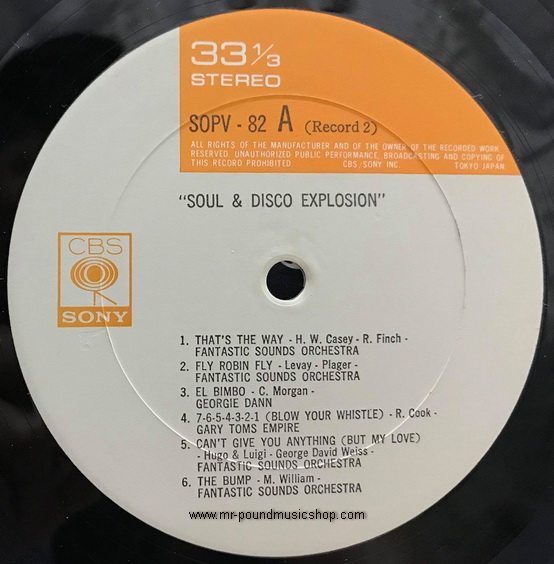 33 1/3
STEREO
SOPV - 82 A (Record 2)
ALL RIGHTS OF THE MANUFACTURER AND OF THE OWNER OF THE RECORDED WORK
RESERVED. UNAUTHORIZED PUBLIC PERFORMANCE, BROADCASTING AND COPYING OF
THIS RECORD PROHIBITED. CBS/SONY INC. TOKYO JAPAN
"SOUL & DISCO EXPLOSION"
CBS
SONY
1. THAT'S THE WAY - H. W. Casey - R. Finch -
FANTASTIC SOUNDS ORCHESTRA
2. FLY ROBIN FLY - Levay - Plager -
FANTASTIC SOUNDS ORCHESTRA
3. EL BIMBO - C. Morgan -
GEORGIE DANN
4. 7-6-5-4-3-2-1 (BLOW YOUR WHISTLE) - R. Cook -
GARY TOMS EMPIRE
5. CAN'T GIVE YOU ANYTHING (BUT MY LOVE)
- Hugo & Luigi - George David Weiss -
FANTASTIC SOUNDS ORCHESTRA
6. THE BUMP - M. William -
FANTASTIC SOUNDS ORCHESTRA
www.mr-poundmusicshop.com